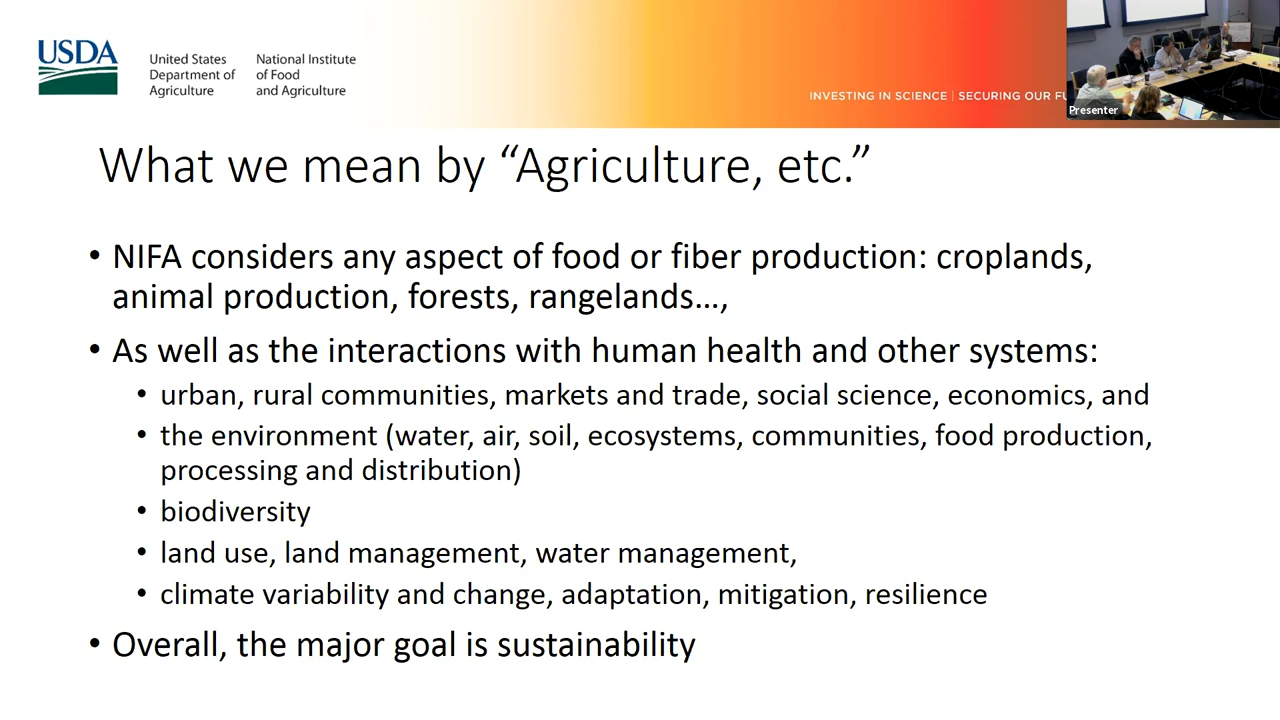 USDA
United States
Department of
Agriculture
National Institute
of Food
and Agriculture
INVESTING IN SCIENCE | SECURING OUR FU
Presenter
What we mean by “Agriculture, etc.”
• NIFA considers any aspect of food or fiber production: croplands,
animal production, forests, rangelands…,
• As well as the interactions with human health and other systems:
• urban, rural communities, markets and trade, social science, economics, and
• the environment (water, air, soil, ecosystems, communities, food production,
processing and distribution)
• biodiversity
• land use, land management, water management,
• climate variability and change, adaptation, mitigation, resilience
• Overall, the major goal is sustainability